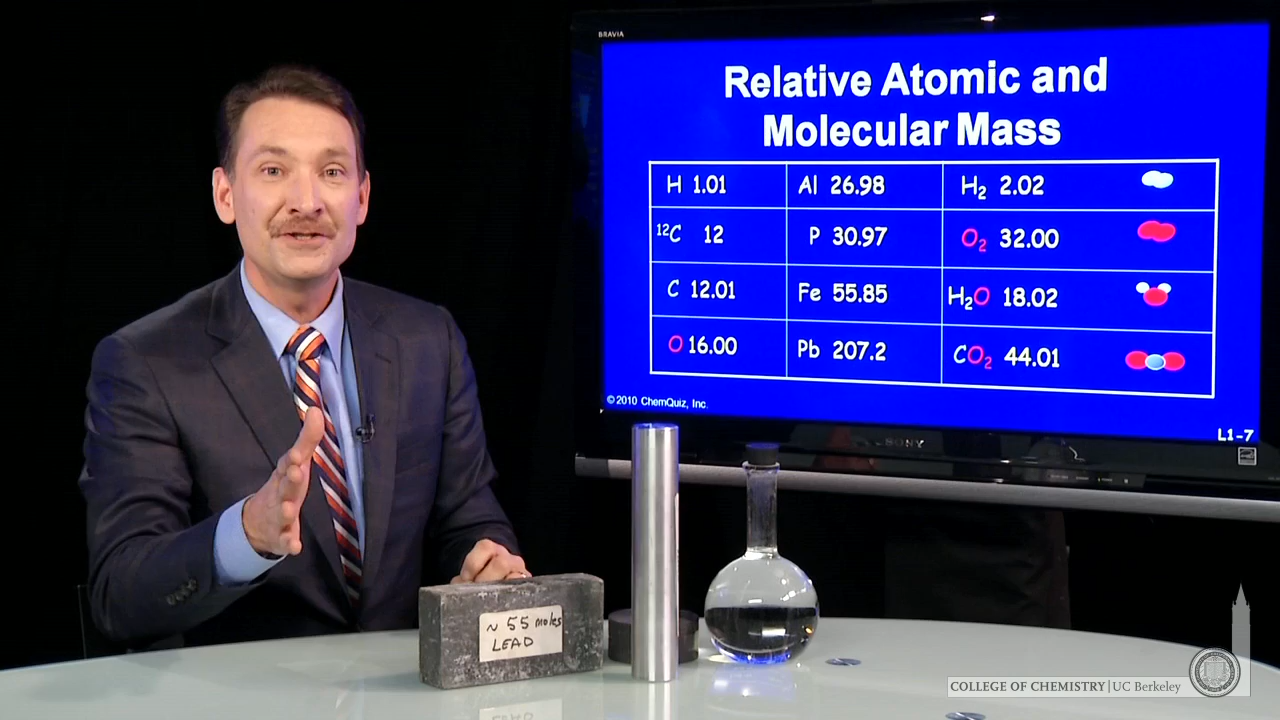 BRAVIA
Relative Atomic and
Molecular Mass
H 1.01 Al 26.98 H₂ 2.02
¹²C 12 P 30.97 O₂ 32.00
C 12.01 Fe 55.85 H₂O 18.02
O 16.00 Pb 207.2 CO₂ 44.01
© 2010 ChemQuiz, Inc.
L1-7
SONY
~ 55 moles
LEAD
COLLEGE OF CHEMISTRY | UC Berkeley